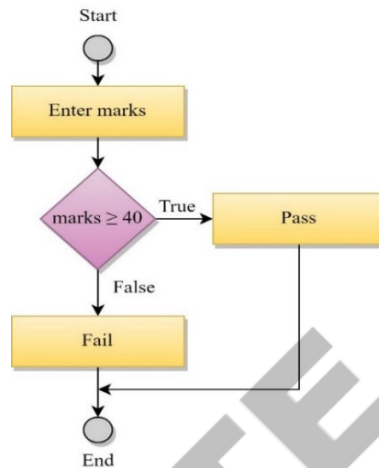 Start
Enter marks
marks ≥ 40
True
Pass
False
Fail
End